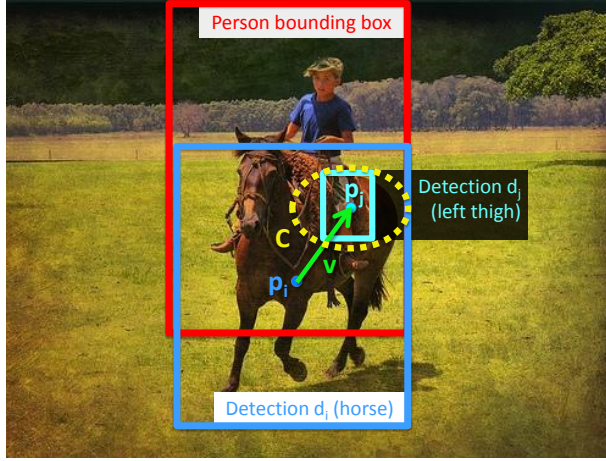 Person bounding box
Detection dⱼ
(left thigh)
pⱼ
C
v
pᵢ
Detection dᵢ (horse)